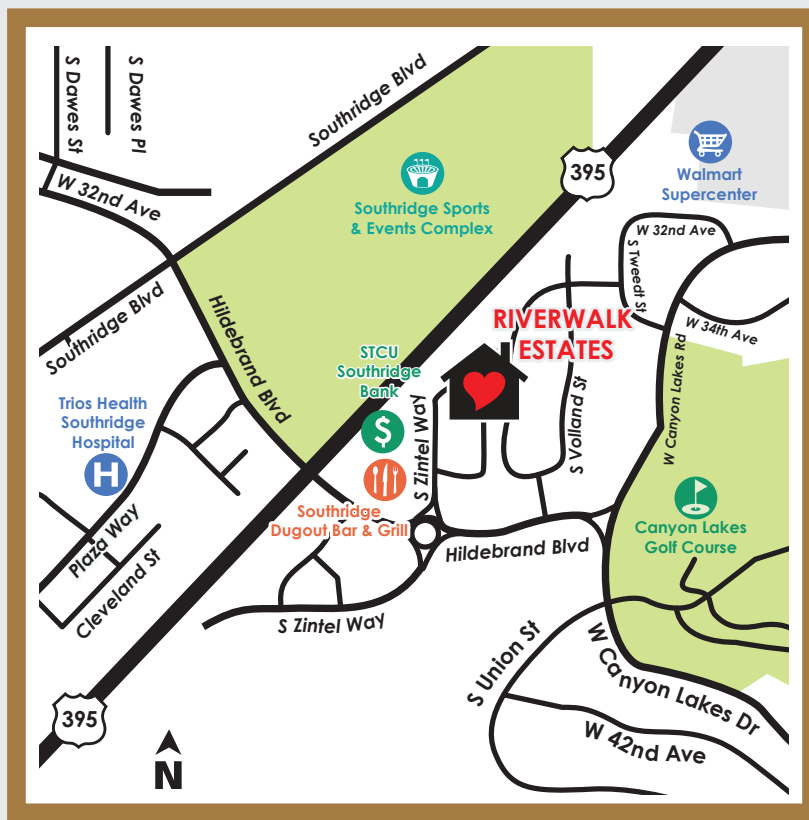 S Dawes St
S Dawes Pl
Southridge Blvd
395
Walmart
Supercenter
W 32nd Ave
Southridge Sports
& Events Complex
W 32nd Ave
S Tweedt St
Southridge Blvd
Hildebrand Blvd
RIVERWALK
ESTATES
W 34th Ave
STCU
Southridge
Bank
$
W Canyon Lakes Rd
Trios Health
Southridge
Hospital
H
S Zintel Way
S Volland St
Southridge
Dugout Bar & Grill
Canyon Lakes
Golf Course
Plaza Way
Cleveland St
Hildebrand Blvd
S Zintel Way
S Union St
W Canyon Lakes Dr
W 42nd Ave
395
N